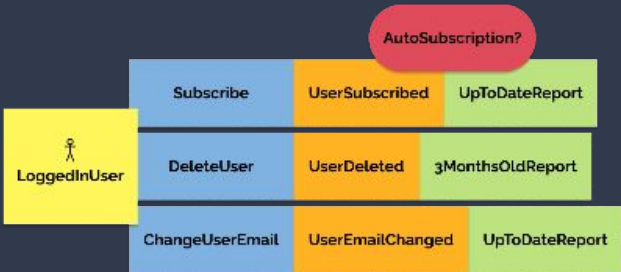 AutoSubscription?
Subscribe UserSubscribed UpToDateReport
LoggedInUser
DeleteUser UserDeleted 3MonthsOldReport
ChangeUserEmail UserEmailChanged UpToDateReport